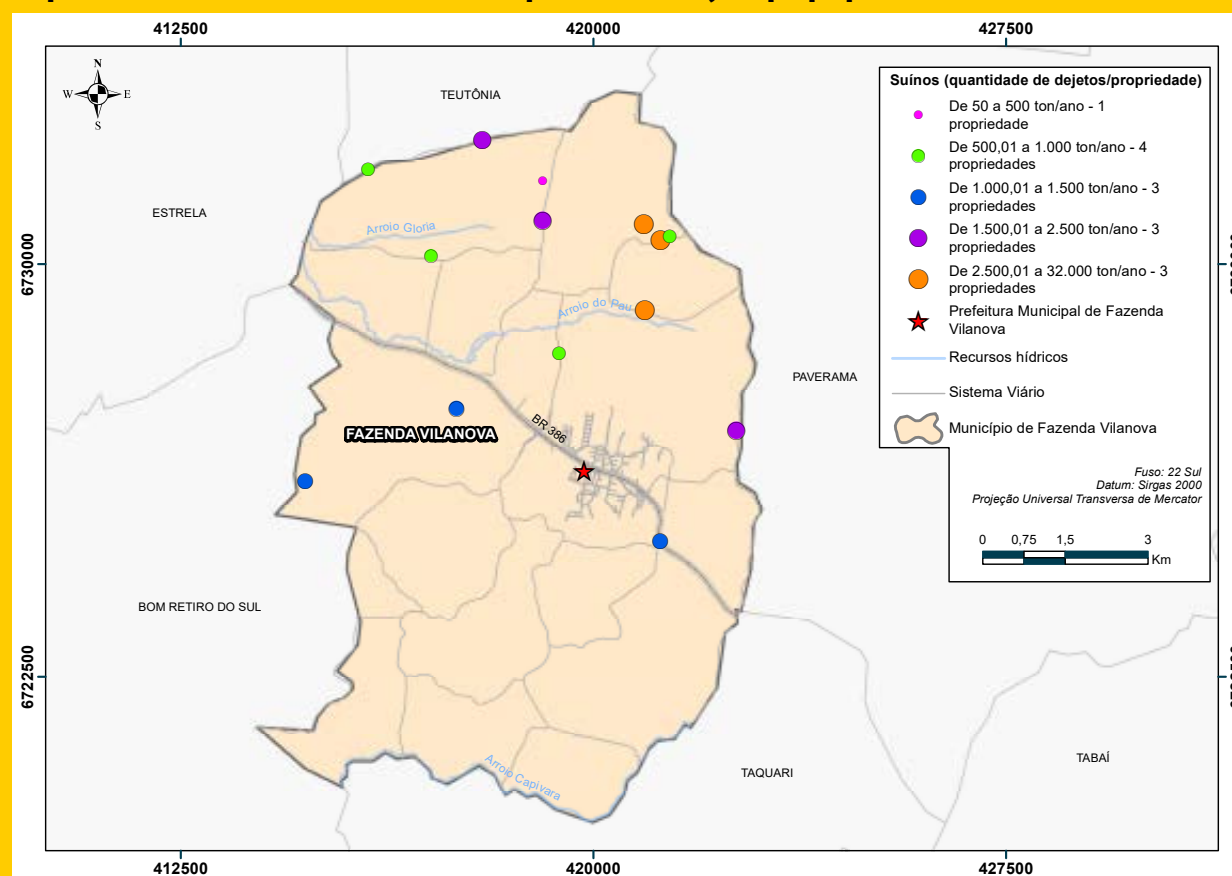 412500
420000
427500
N
W
E
S
TEUTÔNIA
ESTRELA
Arroio Gloria
6730000
Arroio do Pau
PAVERAMA
BR 386
FAZENDA VILANOVA
BOM RETIRO DO SUL
6722500
Arroio Capivara
TAQUARI
TABAÍ
Suínos (quantidade de dejetos/propriedade)
De 50 a 500 ton/ano - 1
propriedade
De 500,01 a 1.000 ton/ano - 4
propriedades
De 1.000,01 a 1.500 ton/ano - 3
propriedades
De 1.500,01 a 2.500 ton/ano - 3
propriedades
De 2.500,01 a 32.000 ton/ano - 3
propriedades
Prefeitura Municipal de Fazenda
Vilanova
Recursos hídricos
Sistema Viário
Município de Fazenda Vilanova
Fuso: 22 Sul
Datum: Sirgas 2000
Projeção Universal Transversa de Mercator
0 0,75 1,5 3
Km
412500
420000
427500